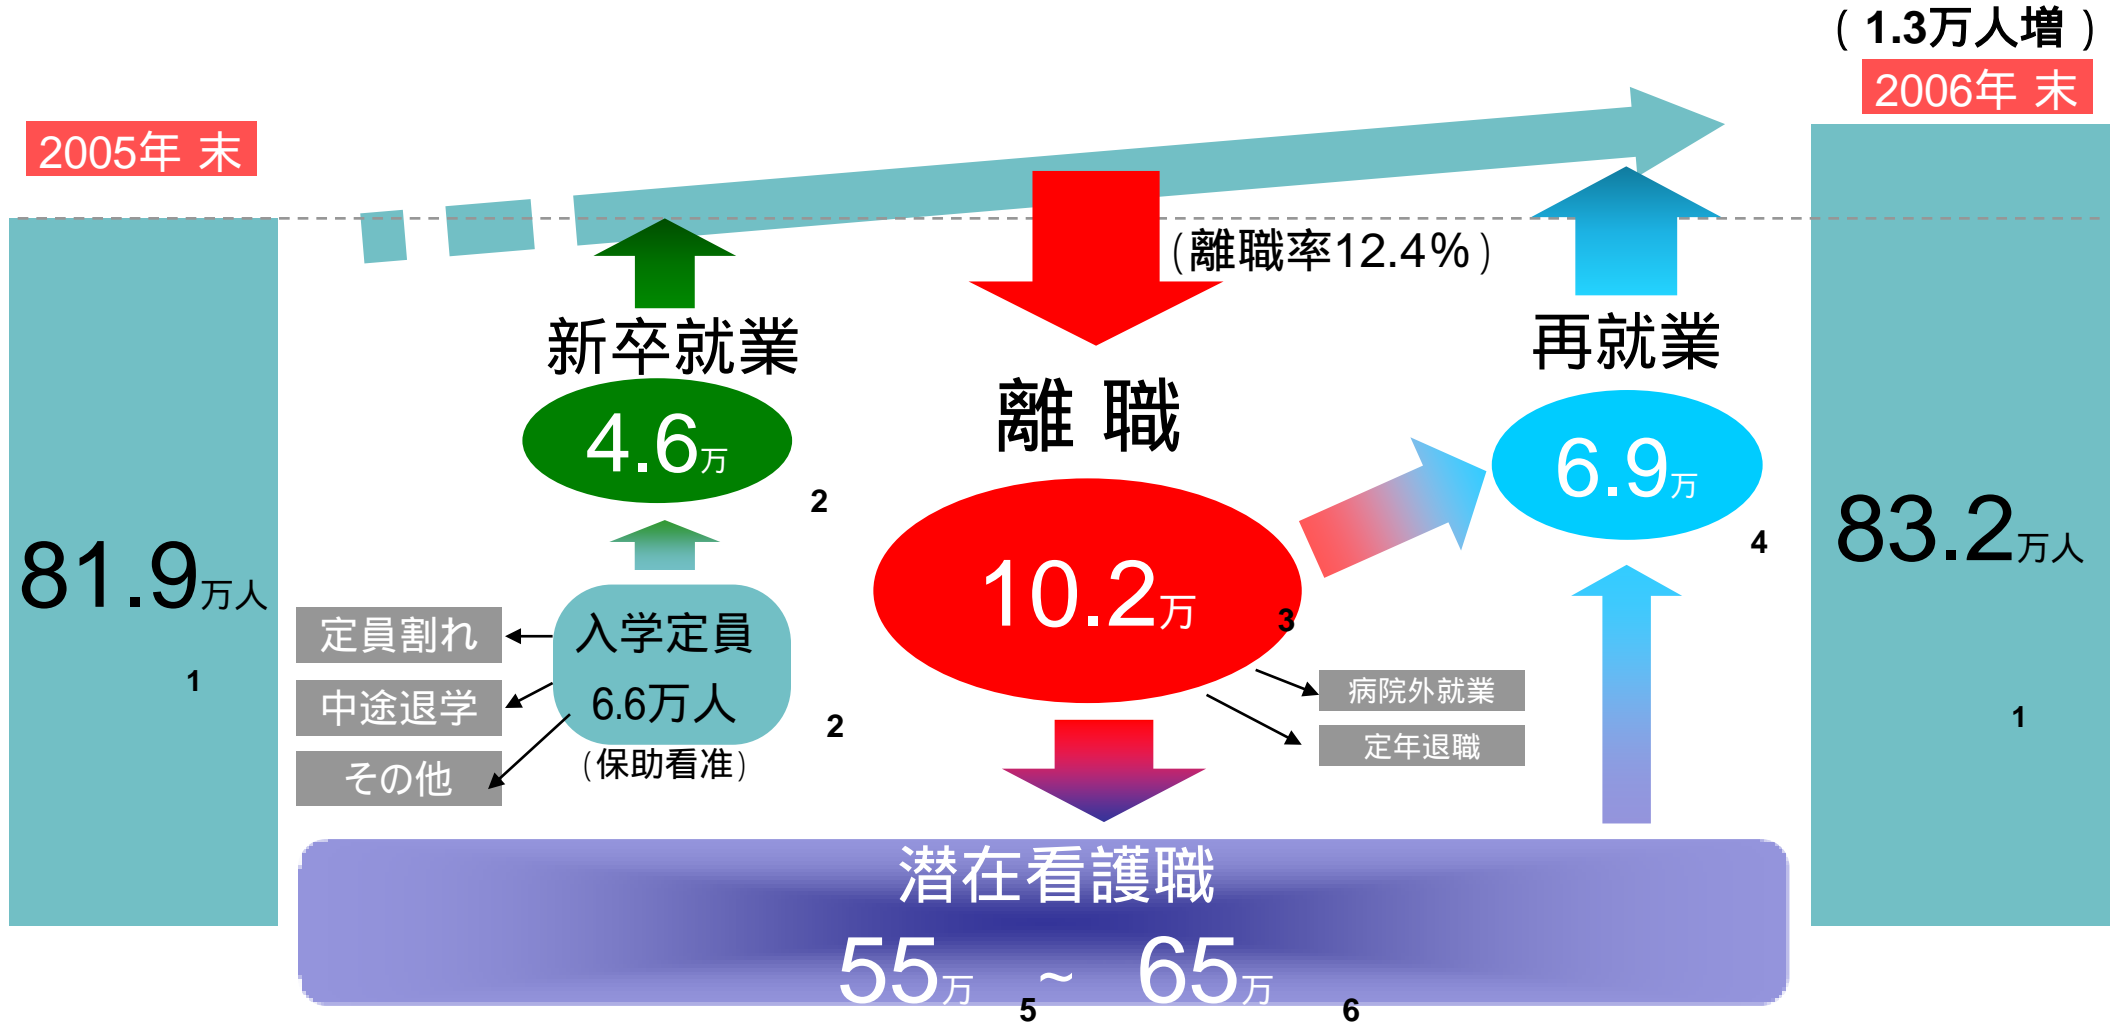 （1.3万人増）
2006年 末
2005年 末
（離職率12.4%）
新卒就業
再就業
離 職
4.6万
2
6.9万
4
81.9万人
1
10.2万
3
83.2万人
1
定員割れ
中途退学
その他
入学定員
6.6万人
2
（保助看准）
病院外就業
定年退職
潜在看護職
55万 ～ 65万
5
6